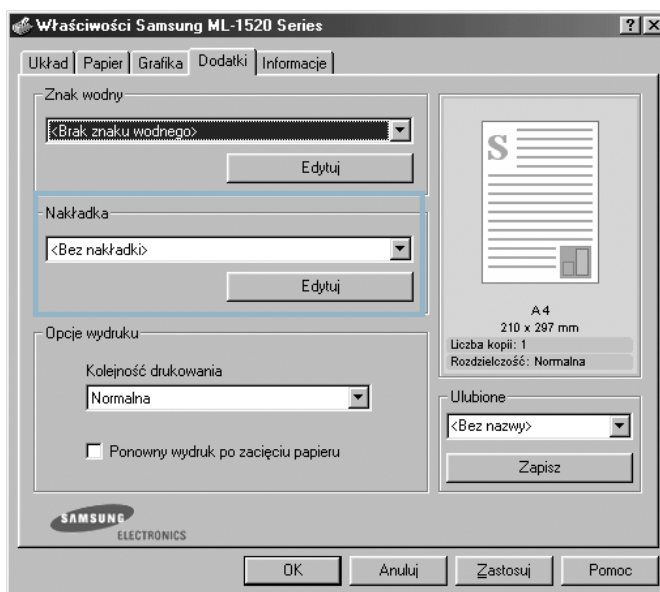 Właściwości Samsung ML-1520 Series
Układ Papier Grafika Dodatki Informacje
Znak wodny
<Brak znaku wodnego>
Edytuj
Nakładka
<Bez nakładki>
Edytuj
Opcje wydruku
Kolejność drukowania
Normalna
Ponowny wydruk po zacięciu papieru
SAMSUNG
ELECTRONICS
S
A4
210 x 297 mm
Liczba kopii: 1
Rozdzielczość: Normalna
Ulubione
<Bez nazwy>
Zapisz
OK Anuluj Zastosuj Pomoc